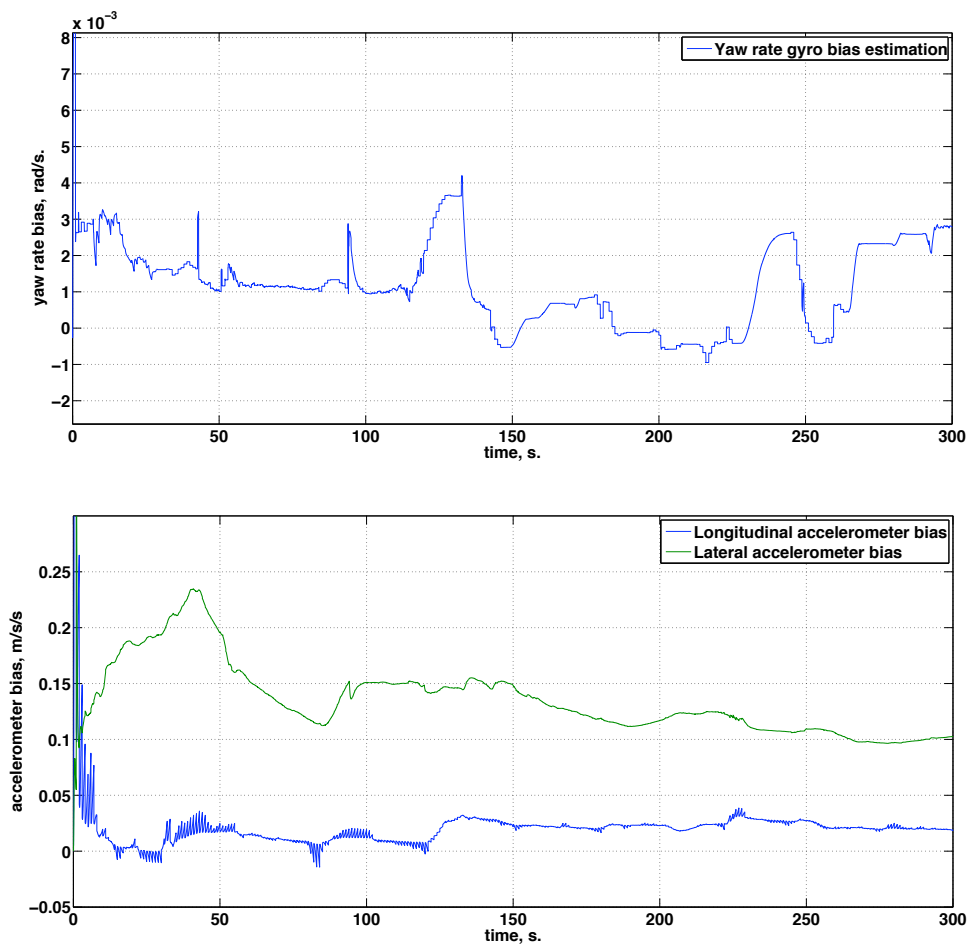 x 10⁻³
8
7
6
5
4
3
2
1
0
−1
−2
yaw rate bias, rad/s.
Yaw rate gyro bias estimation
0 50 100 150 200 250 300
time, s.
0.25
0.2
0.15
0.1
0.05
0
−0.05
accelerometer bias, m/s/s
Longitudinal accelerometer bias
Lateral accelerometer bias
0 50 100 150 200 250 300
time, s.